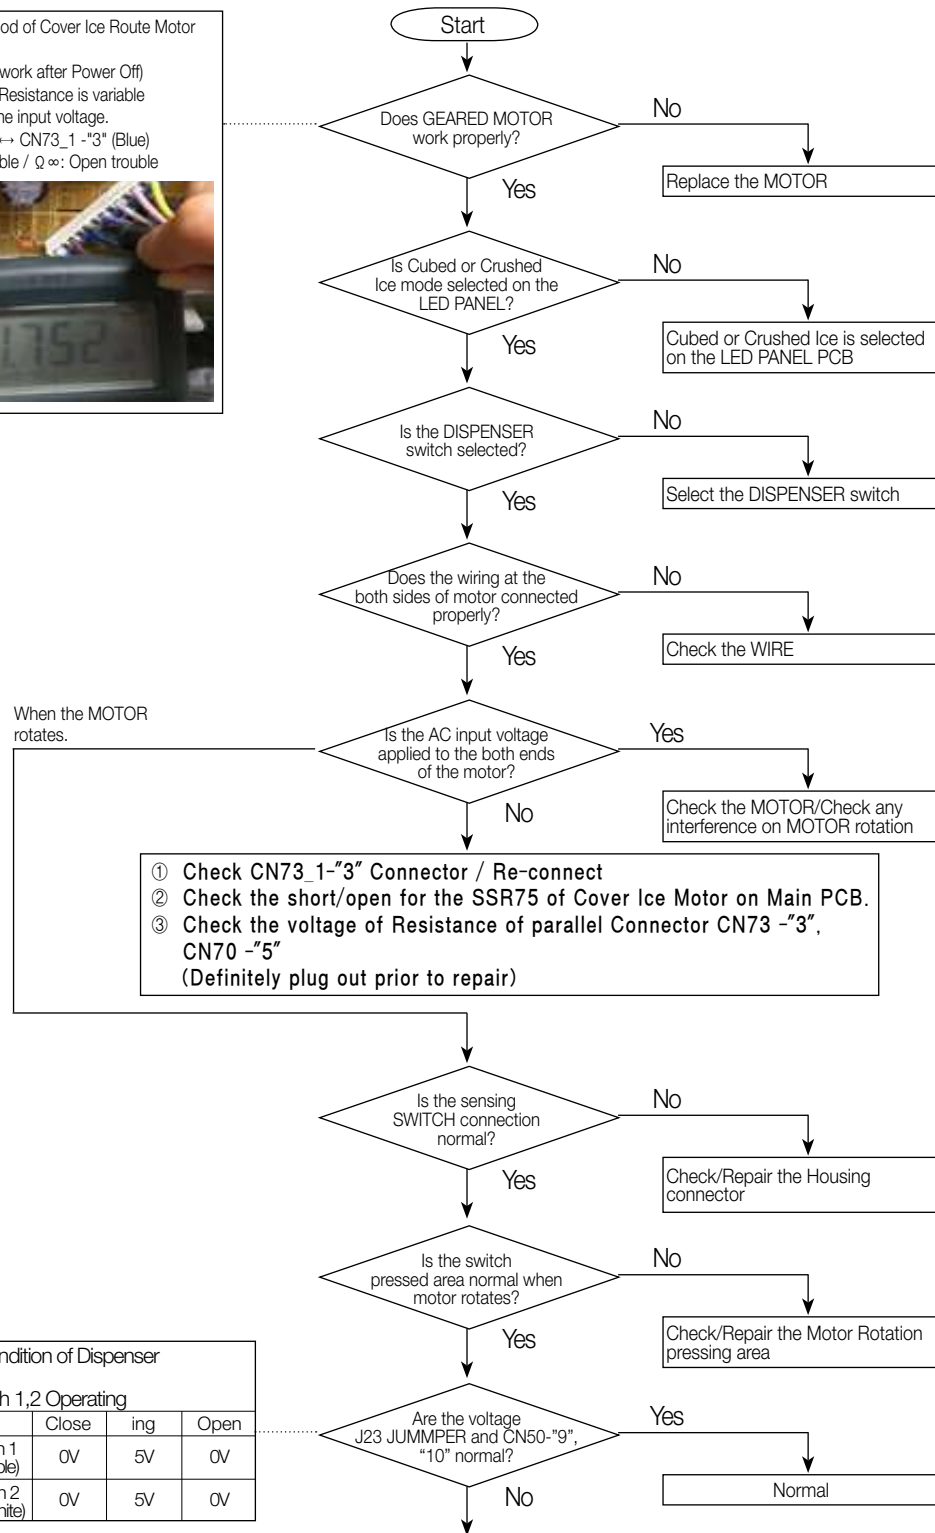 od of Cover Ice Route Motor
work after Power Off)
Resistance is variable
he input voltage.
↔ CN73_1 -"3" (Blue)
ble / Ω ∞: Open trouble
Start
Does GEARED MOTOR
work properly?
No
Replace the MOTOR
Yes
Is Cubed or Crushed
Ice mode selected on the
LED PANEL?
No
Cubed or Crushed Ice is selected
on the LED PANEL PCB
Yes
Is the DISPENSER
switch selected?
No
Select the DISPENSER switch
Yes
Does the wiring at the
both sides of motor connected
properly?
No
Check the WIRE
Yes
When the MOTOR
rotates.
Is the AC input voltage
applied to the both ends
of the motor?
Yes
Check the MOTOR/Check any
interference on MOTOR rotation
No
① Check CN73_1-"3" Connector / Re-connect
② Check the short/open for the SSR75 of Cover Ice Motor on Main PCB.
③ Check the voltage of Resistance of parallel Connector CN73 -"3",
CN70 -"5"
(Definitely plug out prior to repair)
Is the sensing
SWITCH connection
normal?
No
Check/Repair the Housing
connector
Yes
Is the switch
pressed area normal when
motor rotates?
No
Check/Repair the Motor Rotation
pressing area
Yes
ndition of Dispenser
h 1,2 Operating
Close ing Open
h 1
ple) 0V 5V 0V
h 2
nite) 0V 5V 0V
Are the voltage
J23 JUMMPER and CN50-"9",
"10" normal?
Yes
Normal
No